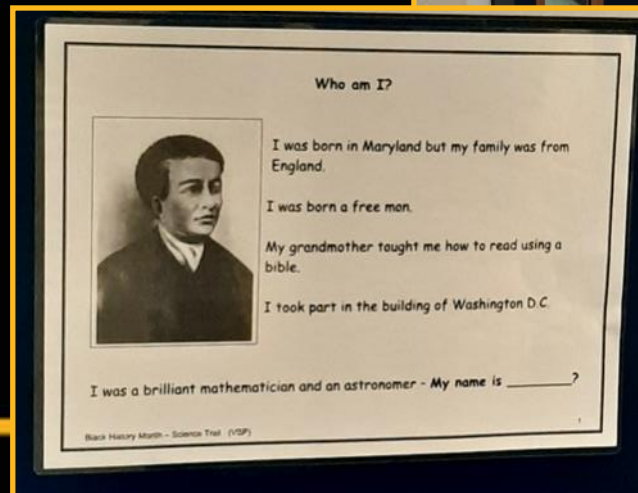 Who am I?
I was born in Maryland but my family was from
England.
I was born a free man.
My grandmother taught me how to read using a
bible.
I took part in the building of Washington D.C.
I was a brilliant mathematician and an astronomer - My name is ________?
Black History Month – Science Trail (VSP)
1